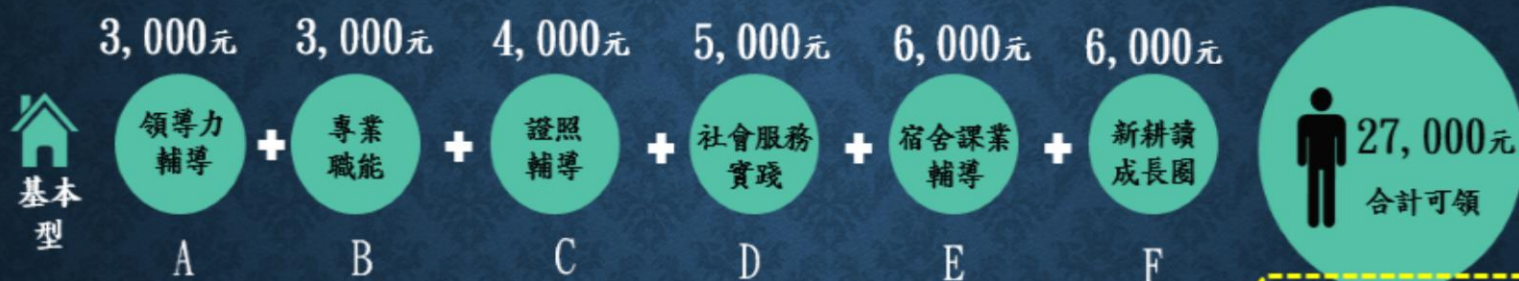 3,000元
3,000元
4,000元
5,000元
6,000元
6,000元
基本
型
領導力
輔導
+
專業
職能
+
證照
輔導
+
社會服務
實踐
+
宿舍課業
輔導
+
新耕讀
成長圈
27,000元
合計可領
A
B
C
D
E
F